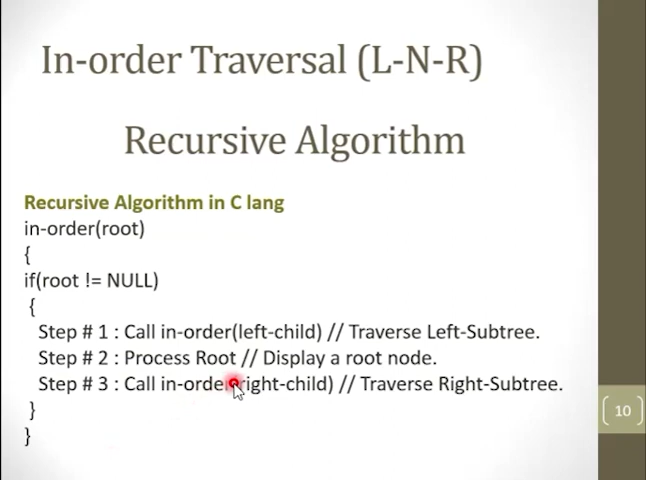 In-order Traversal (L-N-R)
Recursive Algorithm
Recursive Algorithm in C lang
in-order(root)
{
if(root != NULL)
{
Step # 1 : Call in-order(left-child) // Traverse Left-Subtree.
Step # 2 : Process Root // Display a root node.
Step # 3 : Call in-order(right-child) // Traverse Right-Subtree.
}
}
10